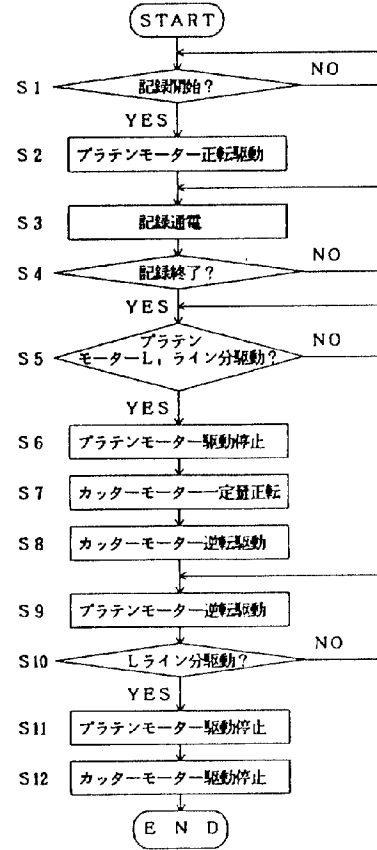 START
S1 記録開始? NO
YES
S2 プラテンモーター正転駆動
S3 記録通電
S4 記録終了? NO
YES
プラテン NO
S5 モーターL₁ライン分駆動?
YES
S6 プラテンモーター駆動停止
S7 カッターモーター一定量正転
S8 カッターモーター逆転駆動
S9 プラテンモーター逆転駆動
S10 Lライン分駆動? NO
YES
S11 プラテンモーター駆動停止
S12 カッターモーター駆動停止
END